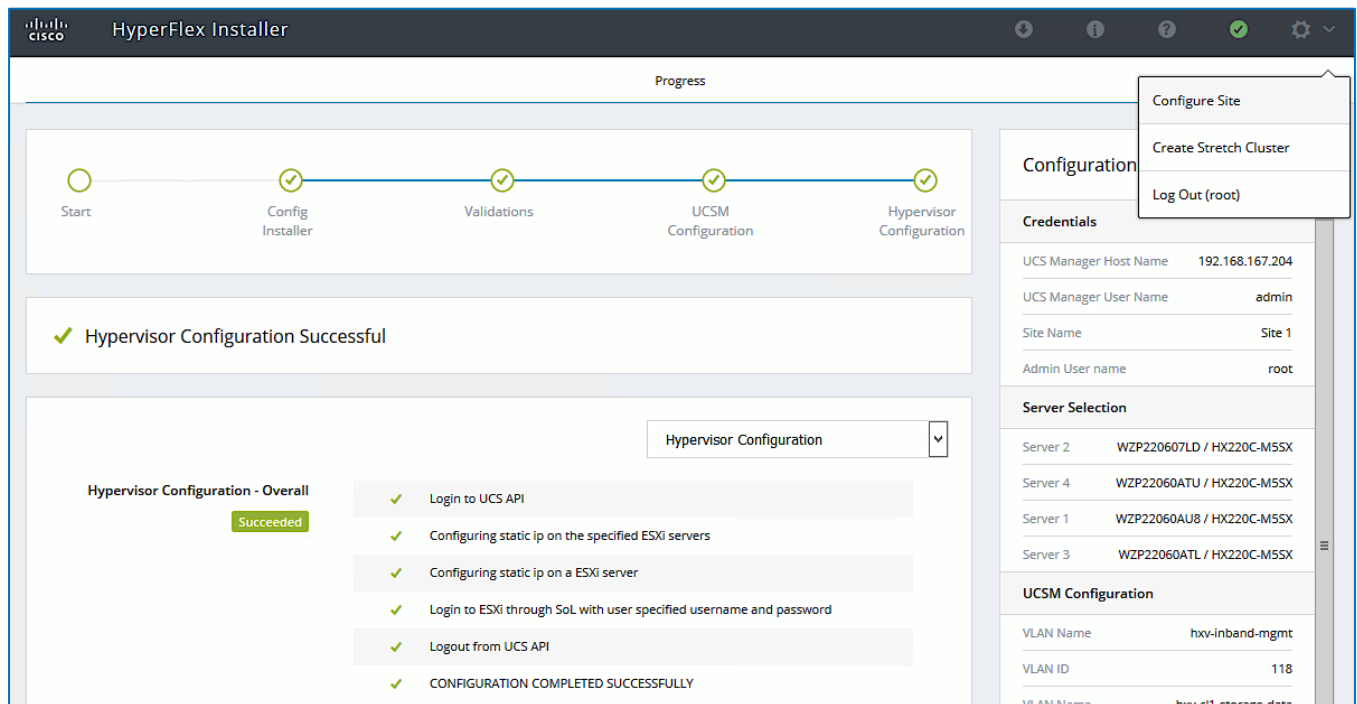 cisco
HyperFlex Installer
Progress
Configure Site
Create Stretch Cluster
Log Out (root)
Start
Config
Installer
Validations
UCSM
Configuration
Hypervisor
Configuration
Hypervisor Configuration Successful
Hypervisor Configuration
Hypervisor Configuration - Overall
Succeeded
Login to UCS API
Configuring static ip on the specified ESXi servers
Configuring static ip on a ESXi server
Login to ESXi through SoL with user specified username and password
Logout from UCS API
CONFIGURATION COMPLETED SUCCESSFULLY
Configuration
Credentials
UCS Manager Host Name 192.168.167.204
UCS Manager User Name admin
Site Name Site 1
Admin User name root
Server Selection
Server 2 WZP220607LD / HX220C-M5SX
Server 4 WZP22060ATU / HX220C-M5SX
Server 1 WZP22060AU8 / HX220C-M5SX
Server 3 WZP22060ATL / HX220C-M5SX
UCSM Configuration
VLAN Name hxv-inband-mgmt
VLAN ID 118
VLAN Name hxv-cl1-storage-data